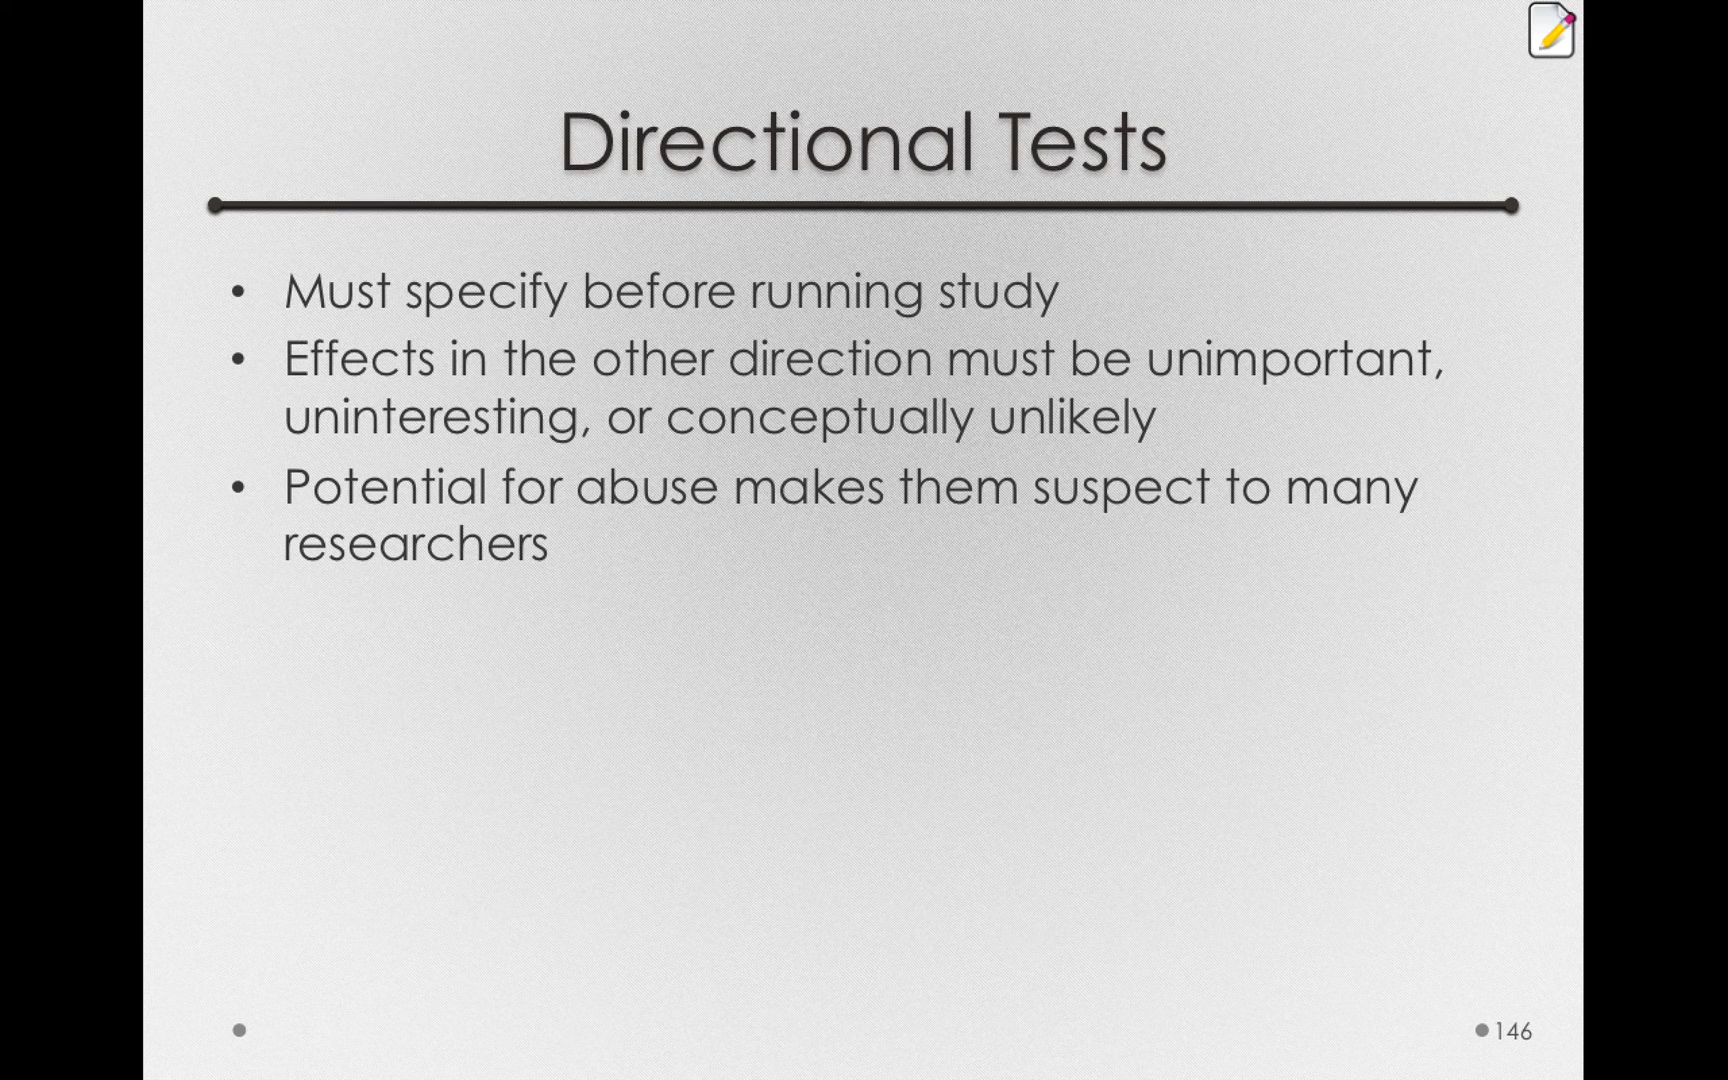 Directional Tests
• Must specify before running study
• Effects in the other direction must be unimportant,
uninteresting, or conceptually unlikely
• Potential for abuse makes them suspect to many
researchers
146